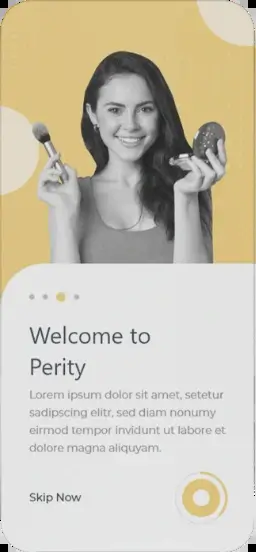 Welcome to
Perity
Lorem ipsum dolor sit amet, setetur
sadipscing elitr, sed diam nonumy
eirmod tempor invidunt ut labore et
dolore magna aliquyam.
Skip Now